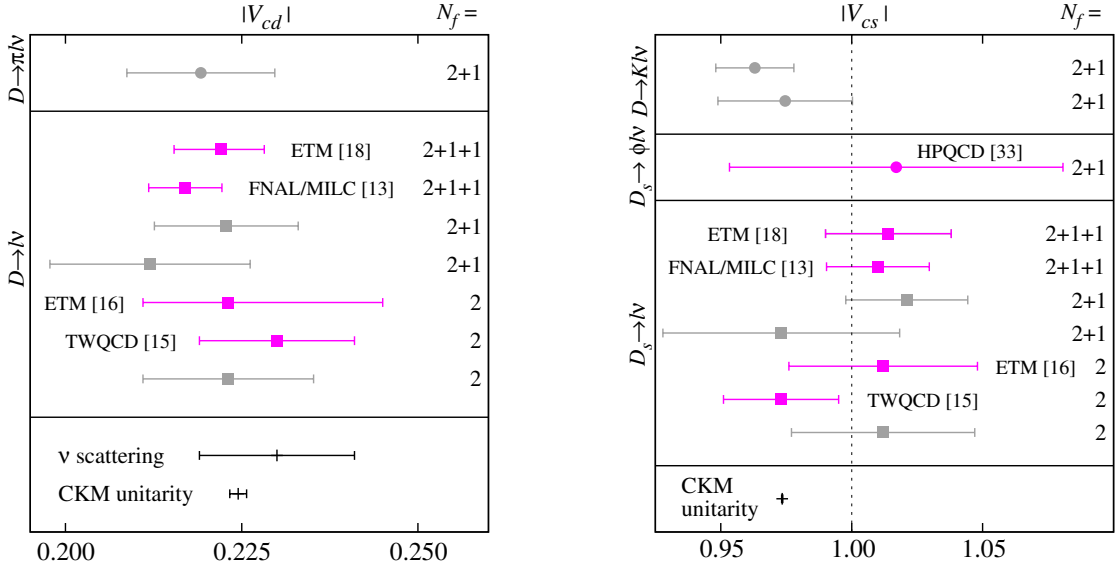 |V_{cd}| N_f =
D→πlν
2+1
D→lν
ETM [18] 2+1+1
FNAL/MILC [13] 2+1+1
2+1
2+1
ETM [16] 2
TWQCD [15] 2
2
ν scattering
CKM unitarity
0.200 0.225 0.250
|V_{cs}| N_f =
D→Klν
2+1
2+1
D_s→ϕlν
HPQCD [33]
2+1
D_s→lν
ETM [18] 2+1+1
FNAL/MILC [13] 2+1+1
2+1
2+1
ETM [16] 2
TWQCD [15] 2
2
CKM
unitarity
0.95 1.00 1.05